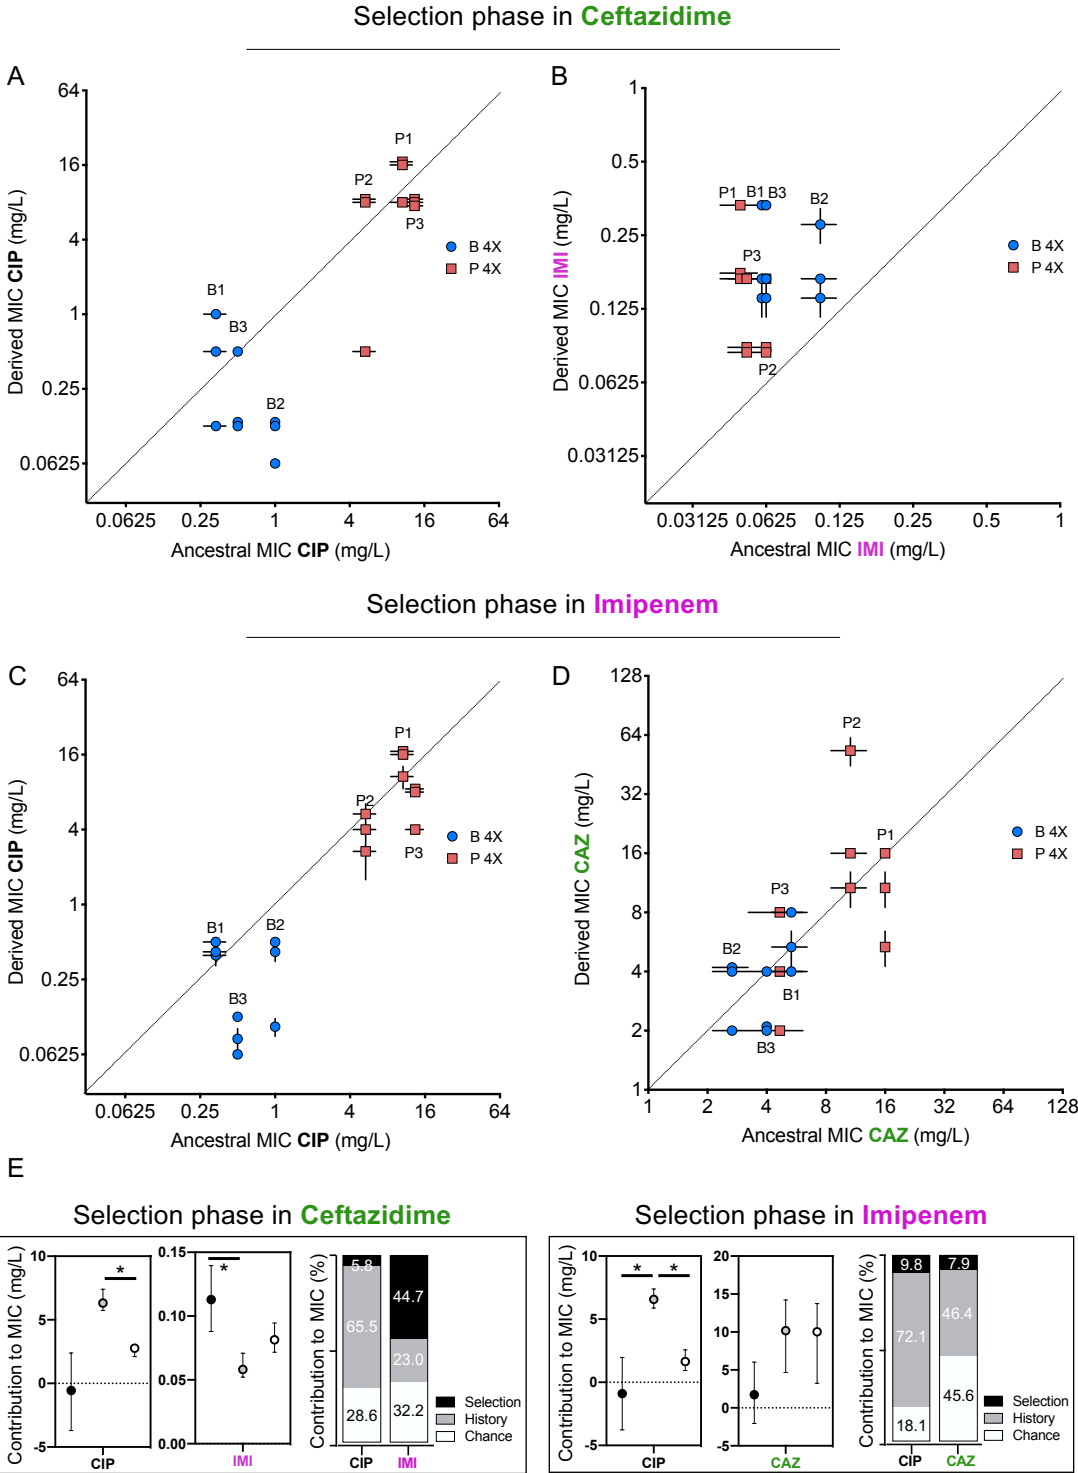 Selection phase in Ceftazidime
A
B
64
16
4
1
0.25
0.0625
Derived MIC CIP (mg/L)
P1
P2
P3
B1
B3
B2
B 4X
P 4X
0.0625 0.25 1 4 16 64
Ancestral MIC CIP (mg/L)
1
0.5
0.25
0.125
0.0625
0.03125
Derived MIC IMI (mg/L)
P1 B1 B3 B2
P3
P2
B 4X
P 4X
0.03125 0.0625 0.125 0.25 0.5 1
Ancestral MIC IMI (mg/L)
Selection phase in Imipenem
C
D
64
16
4
1
0.25
0.0625
Derived MIC CIP (mg/L)
P1
P2
P3
B1
B2
B3
B 4X
P 4X
0.0625 0.25 1 4 16 64
Ancestral MIC CIP (mg/L)
128
64
32
16
8
4
2
1
Derived MIC CAZ (mg/L)
P2
P1
P3
B2
B1
B3
B 4X
P 4X
1 2 4 8 16 32 64 128
Ancestral MIC CAZ (mg/L)
E
Selection phase in Ceftazidime
Contribution to MIC (mg/L)
10
5
0
-5
*
CIP
0.15
0.10
0.05
0.00
*
IMI
Contribution to MIC (%)
5.8
65.5
28.6
44.7
23.0
32.2
CIP IMI
Selection
History
Chance
Selection phase in Imipenem
Contribution to MIC (mg/L)
10
5
0
-5
* *
CIP
20
15
10
5
0
-5
CAZ
Contribution to MIC (%)
9.8
72.1
18.1
7.9
46.4
45.6
CIP CAZ
Selection
History
Chance